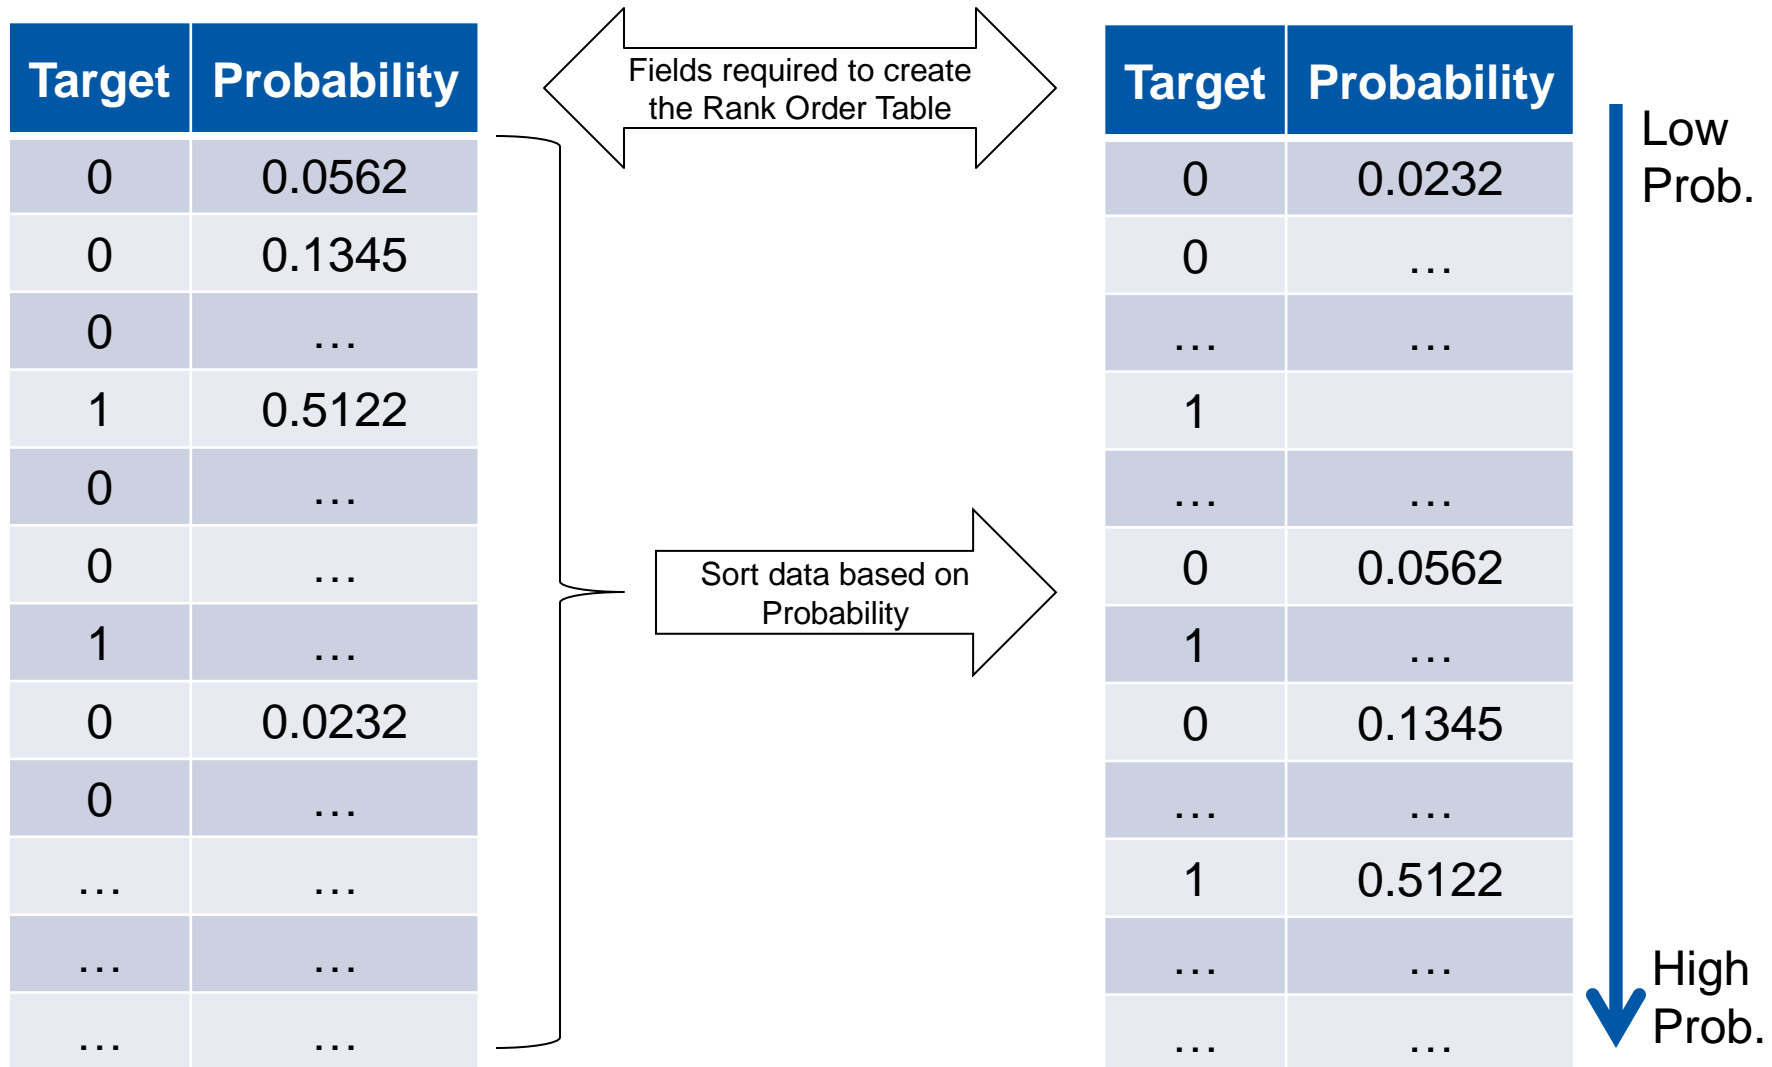 Target Probability
0 0.0562
0 0.1345
0 ...
1 0.5122
0 ...
0 ...
1 ...
0 0.0232
0 ...
... ...
... ...
... ...
Fields required to create
the Rank Order Table
Sort data based on
Probability
Target Probability
0 0.0232
0 ...
... ...
1
... ...
0 0.0562
1 ...
0 0.1345
... ...
1 0.5122
... ...
... ...
Low
Prob.
High
Prob.